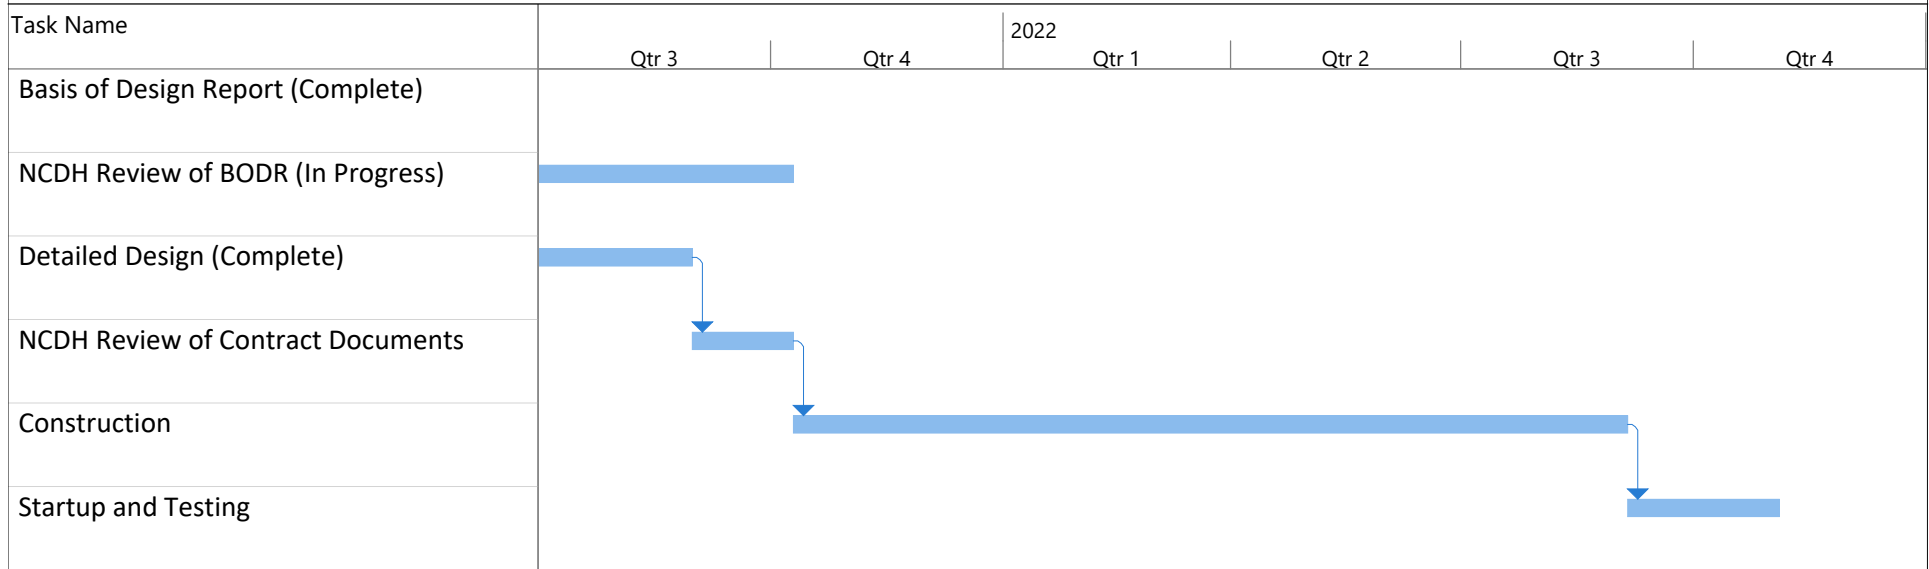 Task Name
2022
Qtr 3 Qtr 4 Qtr 1 Qtr 2 Qtr 3 Qtr 4
Basis of Design Report (Complete)
NCDH Review of BODR (In Progress)
Detailed Design (Complete)
NCDH Review of Contract Documents
Construction
Startup and Testing